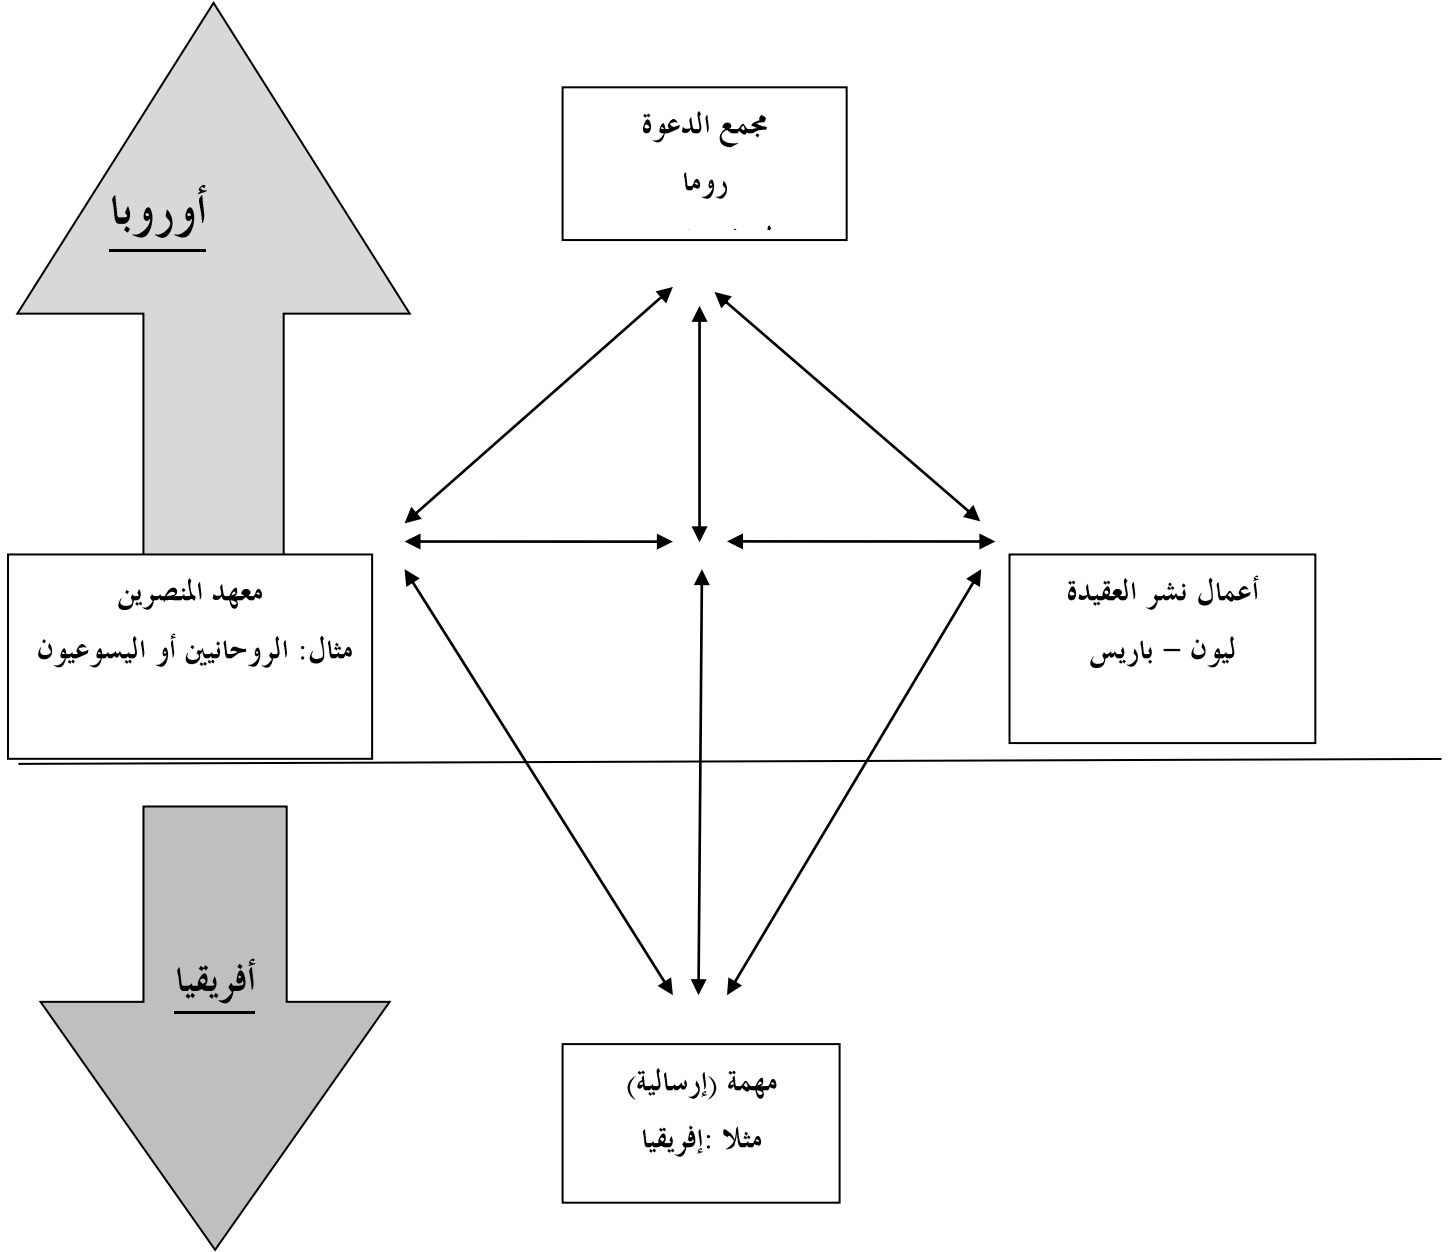 مجمع الدعوة
روما
أوروبا
معهد المنصرين
مثال: الروحانيين أو اليسوعيون
أعمال نشر العقيدة
ليون – باريس
أفريقيا
مهمة (إرسالية)
مثلا :إفريقيا